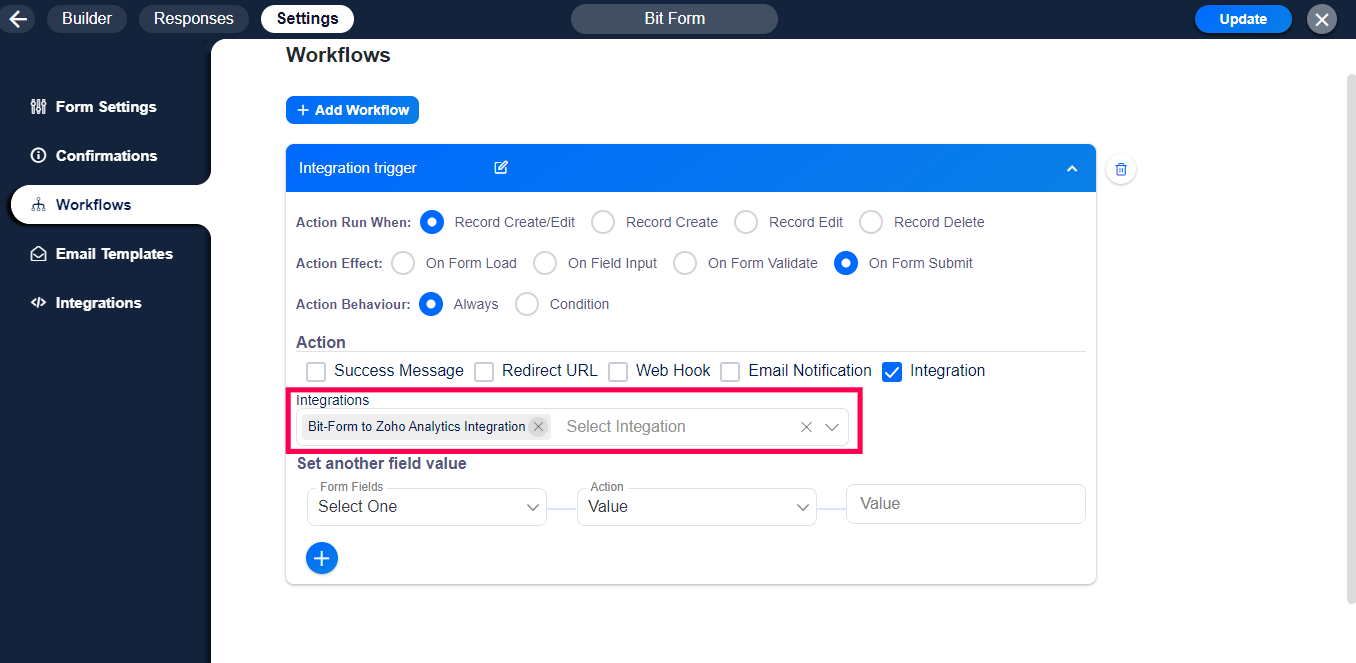 Builder Responses Settings Bit Form Update
Workflows
Form Settings
Confirmations
Workflows
Email Templates
Integrations
+ Add Workflow
Integration trigger
Action Run When: Record Create/Edit Record Create Record Edit Record Delete
Action Effect: On Form Load On Field Input On Form Validate On Form Submit
Action Behaviour: Always Condition
Action
Success Message Redirect URL Web Hook Email Notification Integration
Integrations
Bit-Form to Zoho Analytics Integration Select Integation
Set another field value
Form Fields Action
Select One Value Value